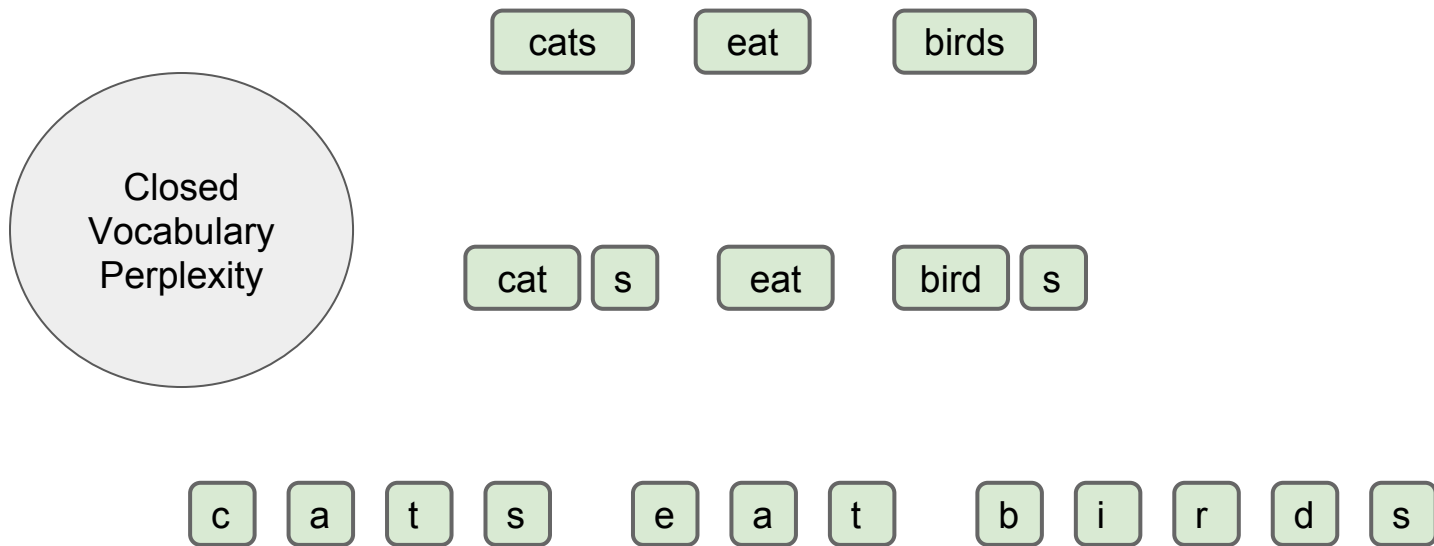 cats eat birds
Closed
Vocabulary
Perplexity
cat s eat bird s
c a t s e a t b i r d s